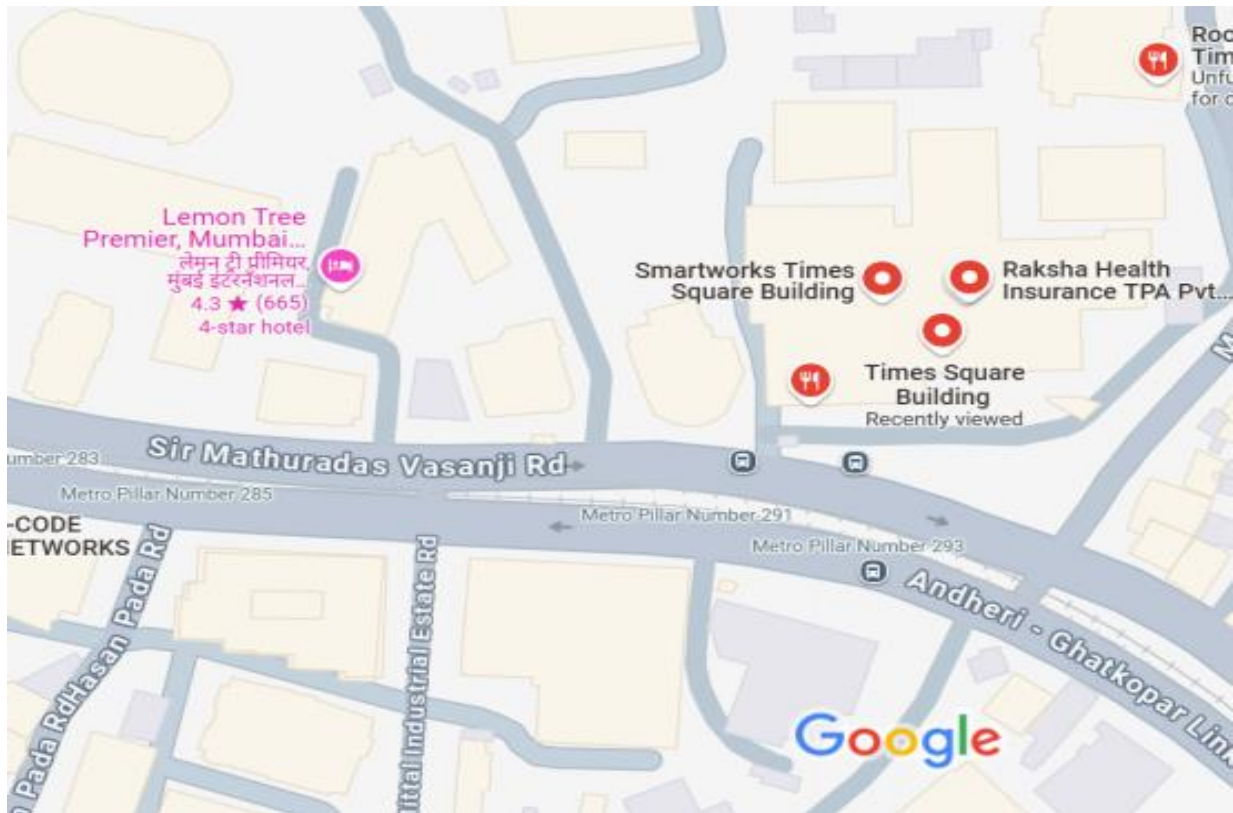 Roo
Tim
Unfu
for c
Lemon Tree
Premier, Mumbai...
लेमन ट्री प्रीमियर,
मुंबई इंटरनॅशनल...
4.3 ★ (665)
4-star hotel
Smartworks Times
Square Building
Raksha Health
Insurance TPA Pvt...
Times Square
Building
Recently viewed
M
Sir Mathuradas Vasanji Rd
umber 283
Metro Pillar Number 285
Metro Pillar Number 291
-CODE
ETWORKS
Metro Pillar Number 293
Hasan Pada Rd
Pada Rd
Mittal Industrial Estate Rd
Andheri - Ghatkopar Link
Google